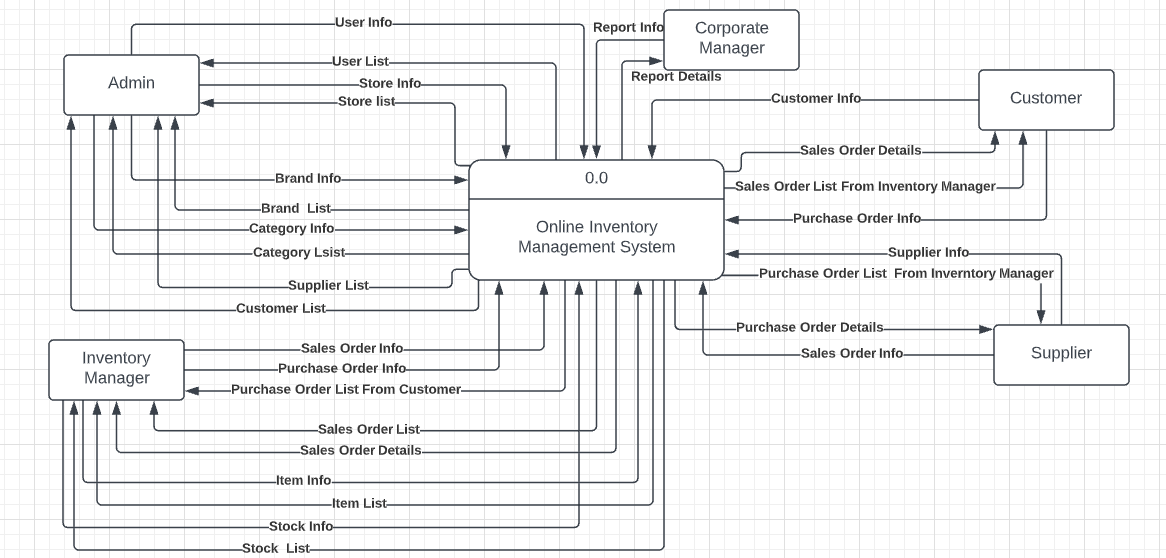 User Info
Report Info
Corporate
Manager
User List
Report Details
Admin
Store Info
Store list
Customer Info
Customer
Sales Order Details
Brand Info
0.0
Sales Order List From Inventory Manager
Brand List
Purchase Order Info
Category Info
Online Inventory
Management System
Category Lsist
Supplier Info
Purchase Order List From Inverntory Manager
Supplier List
Customer List
Purchase Order Details
Inventory
Manager
Sales Order Info
Sales Order Info
Supplier
Purchase Order Info
Purchase Order List From Customer
Sales Order List
Sales Order Details
Item Info
Item List
Stock Info
Stock List